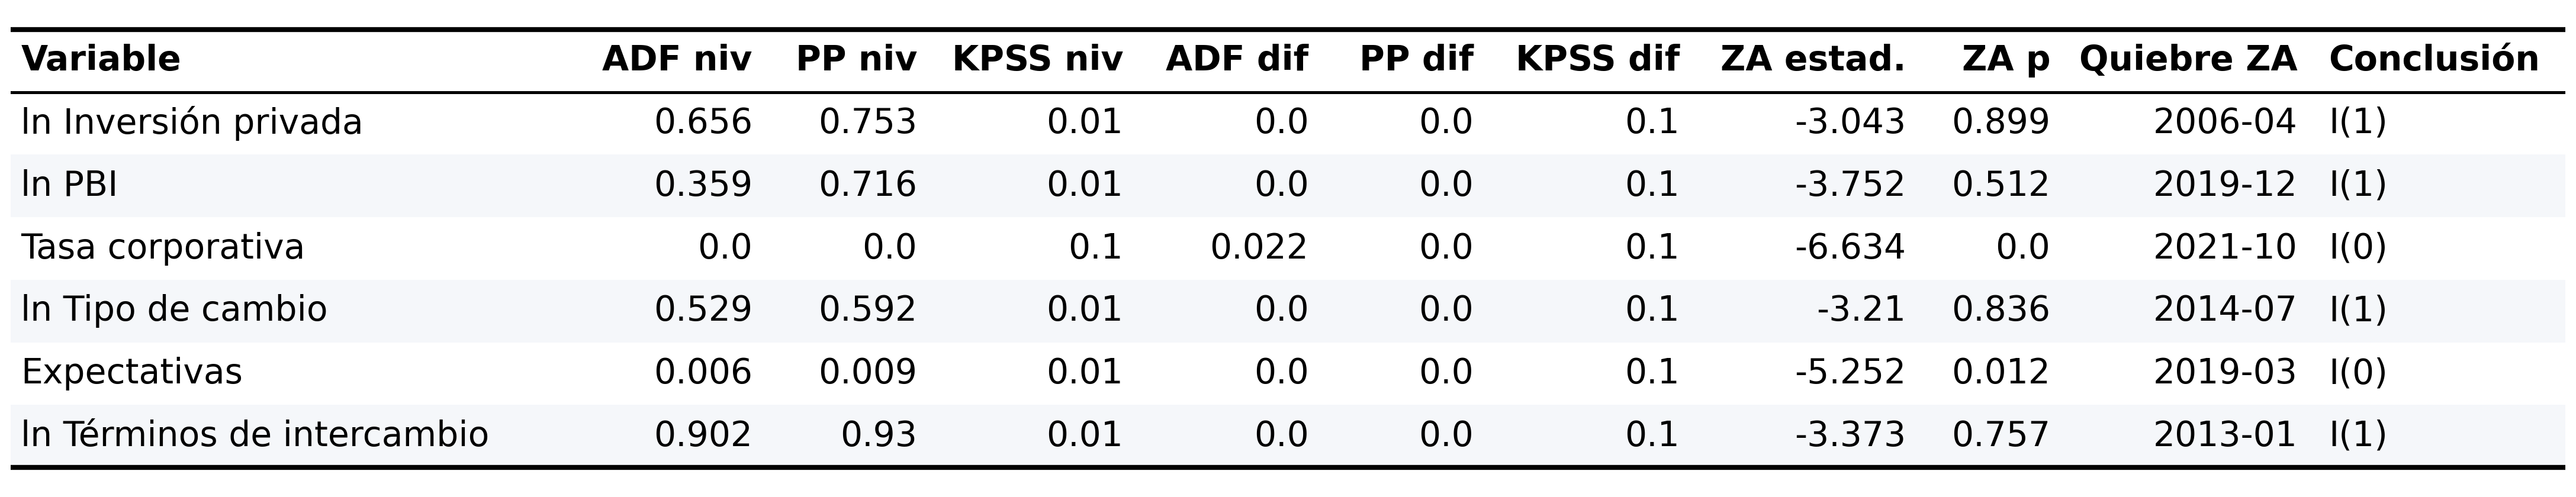 Variable ADF niv PP niv KPSS niv ADF dif PP dif KPSS dif ZA estad. ZA p Quiebre ZA Conclusión
ln Inversión privada 0.656 0.753 0.01 0.0 0.0 0.1 -3.043 0.899 2006-04 I(1)
ln PBI 0.359 0.716 0.01 0.0 0.0 0.1 -3.752 0.512 2019-12 I(1)
Tasa corporativa 0.0 0.0 0.1 0.022 0.0 0.1 -6.634 0.0 2021-10 I(0)
ln Tipo de cambio 0.529 0.592 0.01 0.0 0.0 0.1 -3.21 0.836 2014-07 I(1)
Expectativas 0.006 0.009 0.01 0.0 0.0 0.1 -5.252 0.012 2019-03 I(0)
ln Términos de intercambio 0.902 0.93 0.01 0.0 0.0 0.1 -3.373 0.757 2013-01 I(1)